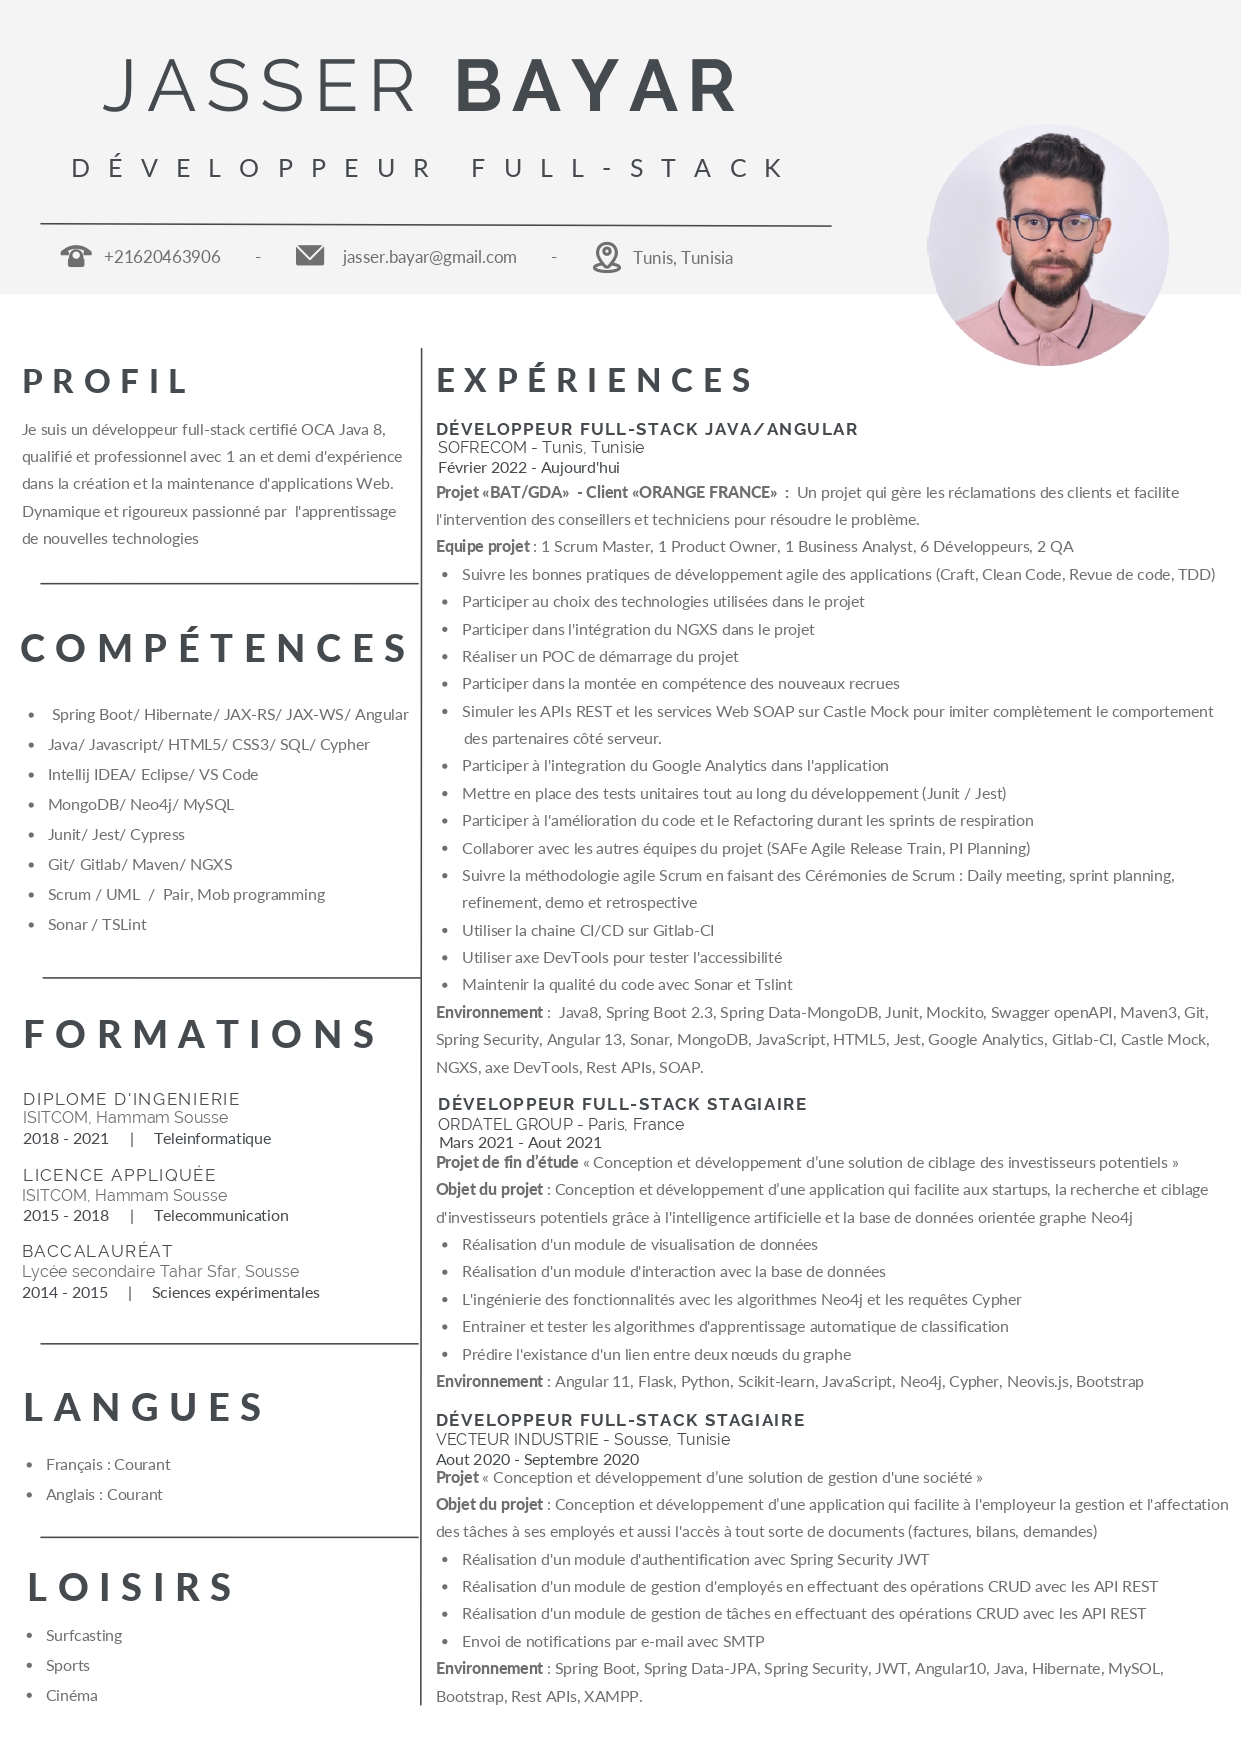 JASSER BAYAR
DÉVELOPPEUR FULL-STACK
+21620463906 - jasser.bayar@gmail.com - Tunis, Tunisia
PROFIL
Je suis un développeur full-stack certifié OCA Java 8,
qualifié et professionnel avec 1 an et demi d'expérience
dans la création et la maintenance d'applications Web.
Dynamique et rigoureux passionné par l'apprentissage
de nouvelles technologies
COMPÉTENCES
• Spring Boot/ Hibernate/ JAX-RS/ JAX-WS/ Angular
• Java/ Javascript/ HTML5/ CSS3/ SQL/ Cypher
• Intellij IDEA/ Eclipse/ VS Code
• MongoDB/ Neo4j/ MySQL
• Junit/ Jest/ Cypress
• Git/ Gitlab/ Maven/ NGXS
• Scrum / UML / Pair, Mob programming
• Sonar / TSLint
FORMATIONS
DIPLOME D'INGENIERIE
ISITCOM, Hammam Sousse
2018 - 2021 | Teleinformatique
LICENCE APPLIQUÉE
ISITCOM, Hammam Sousse
2015 - 2018 | Telecommunication
BACCALAURÉAT
Lycée secondaire Tahar Sfar, Sousse
2014 - 2015 | Sciences expérimentales
LANGUES
• Français : Courant
• Anglais : Courant
LOISIRS
• Surfcasting
• Sports
• Cinéma
EXPÉRIENCES
DÉVELOPPEUR FULL-STACK JAVA/ANGULAR
SOFRECOM - Tunis, Tunisie
Février 2022 - Aujourd'hui
Projet «BAT/GDA» - Client «ORANGE FRANCE» : Un projet qui gère les réclamations des clients et facilite
l'intervention des conseillers et techniciens pour résoudre le problème.
Equipe projet : 1 Scrum Master, 1 Product Owner, 1 Business Analyst, 6 Développeurs, 2 QA
• Suivre les bonnes pratiques de développement agile des applications (Craft, Clean Code, Revue de code, TDD)
• Participer au choix des technologies utilisées dans le projet
• Participer dans l'intégration du NGXS dans le projet
• Réaliser un POC de démarrage du projet
• Participer dans la montée en compétence des nouveaux recrues
• Simuler les APIs REST et les services Web SOAP sur Castle Mock pour imiter complètement le comportement
des partenaires côté serveur.
• Participer à l'integration du Google Analytics dans l'application
• Mettre en place des tests unitaires tout au long du développement (Junit / Jest)
• Participer à l'amélioration du code et le Refactoring durant les sprints de respiration
• Collaborer avec les autres équipes du projet (SAFe Agile Release Train, PI Planning)
• Suivre la méthodologie agile Scrum en faisant des Cérémonies de Scrum : Daily meeting, sprint planning,
refinement, demo et retrospective
• Utiliser la chaine CI/CD sur Gitlab-CI
• Utiliser axe DevTools pour tester l'accessibilité
• Maintenir la qualité du code avec Sonar et Tslint
Environnement : Java8, Spring Boot 2.3, Spring Data-MongoDB, Junit, Mockito, Swagger openAPI, Maven3, Git,
Spring Security, Angular 13, Sonar, MongoDB, JavaScript, HTML5, Jest, Google Analytics, Gitlab-CI, Castle Mock,
NGXS, axe DevTools, Rest APIs, SOAP.
DÉVELOPPEUR FULL-STACK STAGIAIRE
ORDATEL GROUP - Paris, France
Mars 2021 - Aout 2021
Projet de fin d’étude « Conception et développement d’une solution de ciblage des investisseurs potentiels »
Objet du projet : Conception et développement d’une application qui facilite aux startups, la recherche et ciblage
d'investisseurs potentiels grâce à l'intelligence artificielle et la base de données orientée graphe Neo4j
• Réalisation d'un module de visualisation de données
• Réalisation d'un module d'interaction avec la base de données
• L'ingénierie des fonctionnalités avec les algorithmes Neo4j et les requêtes Cypher
• Entrainer et tester les algorithmes d'apprentissage automatique de classification
• Prédire l'existance d'un lien entre deux nœuds du graphe
Environnement : Angular 11, Flask, Python, Scikit-learn, JavaScript, Neo4j, Cypher, Neovis.js, Bootstrap
DÉVELOPPEUR FULL-STACK STAGIAIRE
VECTEUR INDUSTRIE - Sousse, Tunisie
Aout 2020 - Septembre 2020
Projet « Conception et développement d’une solution de gestion d'une société »
Objet du projet : Conception et développement d’une application qui facilite à l'employeur la gestion et l'affectation
des tâches à ses employés et aussi l'accès à tout sorte de documents (factures, bilans, demandes)
• Réalisation d'un module d'authentification avec Spring Security JWT
• Réalisation d'un module de gestion d'employés en effectuant des opérations CRUD avec les API REST
• Réalisation d'un module de gestion de tâches en effectuant des opérations CRUD avec les API REST
• Envoi de notifications par e-mail avec SMTP
Environnement : Spring Boot, Spring Data-JPA, Spring Security, JWT, Angular10, Java, Hibernate, MySOL,
Bootstrap, Rest APIs, XAMPP.